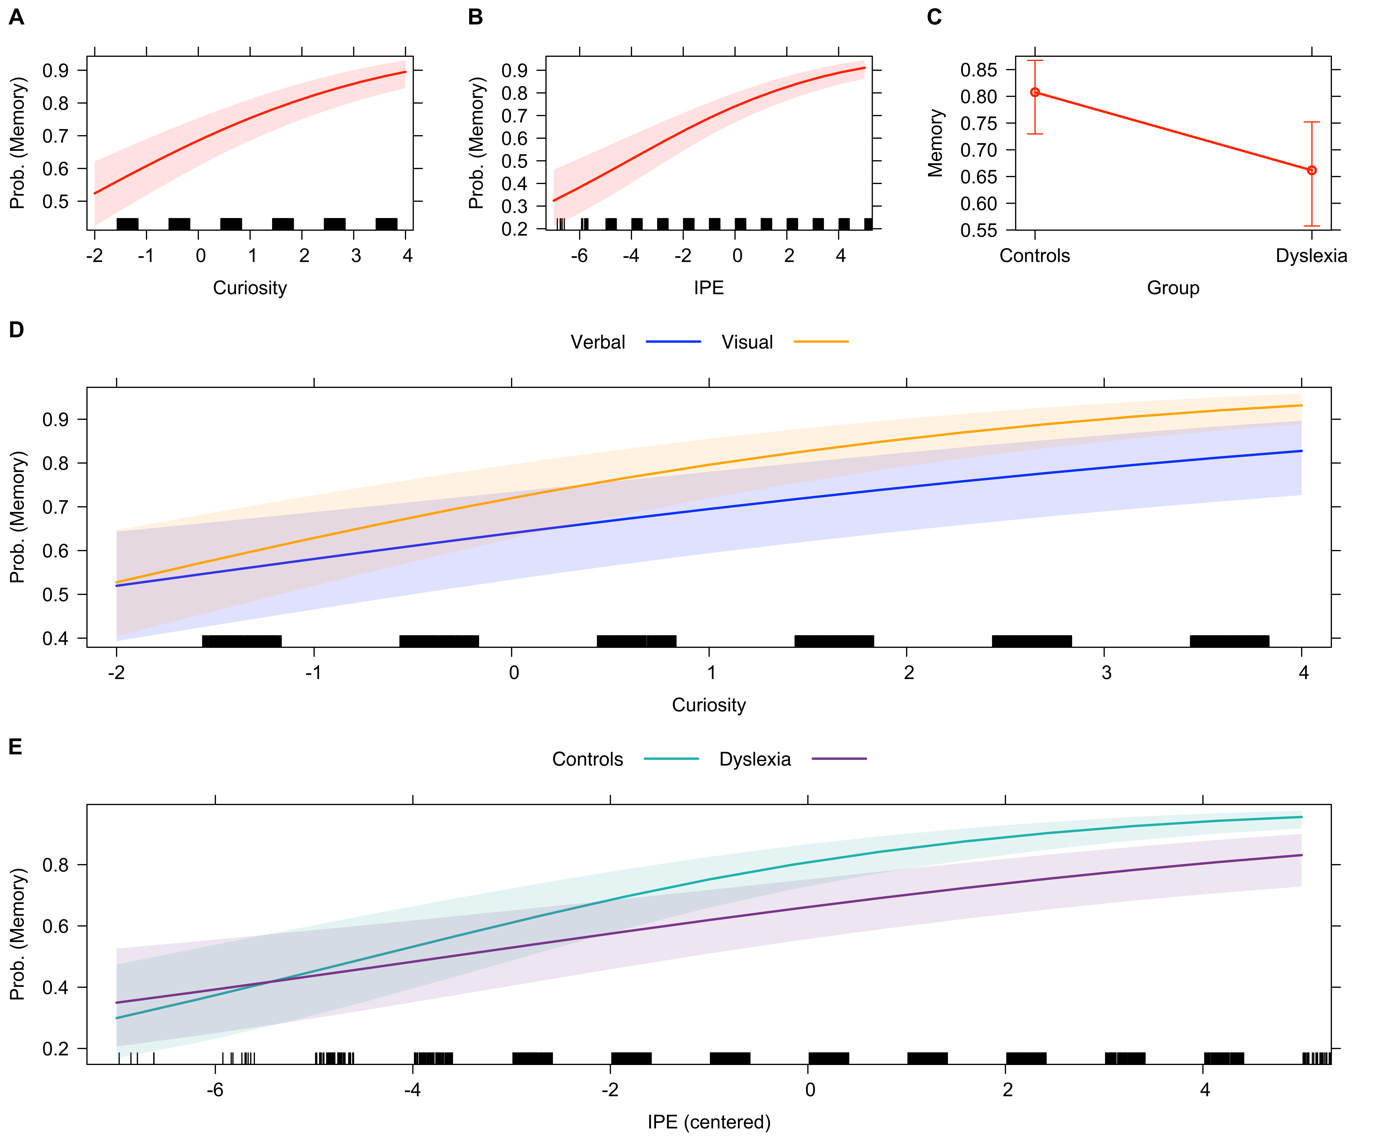 A
Prob. (Memory)
0.9
0.8
0.7
0.6
0.5
-2 -1 0 1 2 3 4
Curiosity
B
Prob. (Memory)
0.9
0.8
0.7
0.6
0.5
0.4
0.3
0.2
-6 -4 -2 0 2 4
IPE
C
Memory
0.85
0.80
0.75
0.70
0.65
0.60
0.55
Controls Dyslexia
Group
D
Verbal Visual
Prob. (Memory)
0.9
0.8
0.7
0.6
0.5
0.4
-2 -1 0 1 2 3 4
Curiosity
E
Controls Dyslexia
Prob. (Memory)
0.8
0.6
0.4
0.2
-6 -4 -2 0 2 4
IPE (centered)